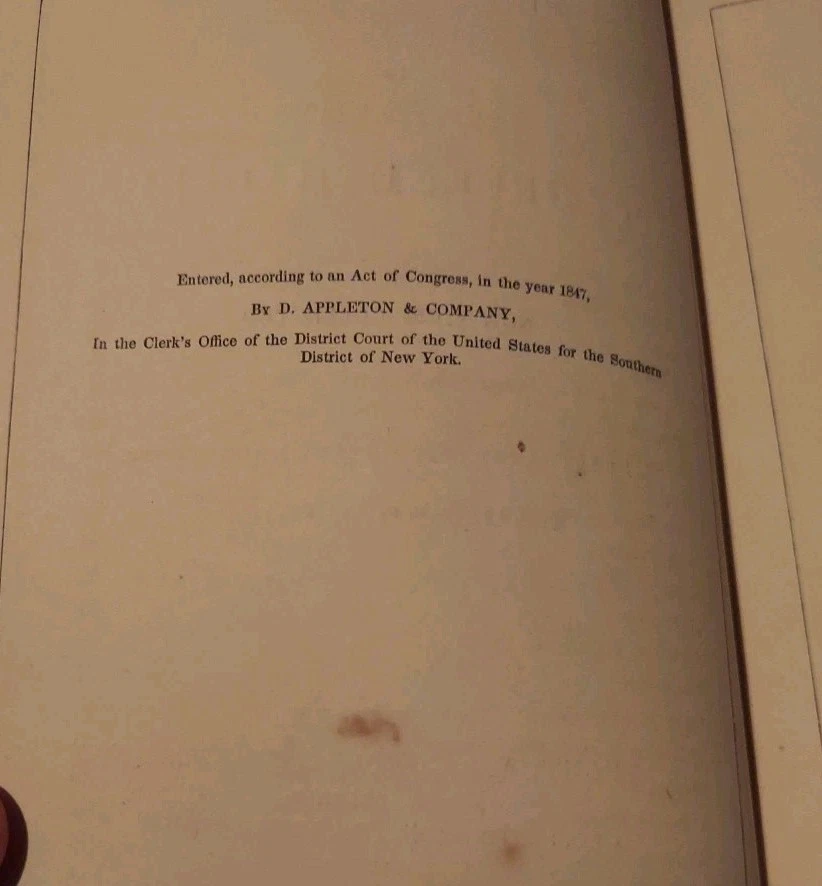 Entered, according to an Act of Congress, in the year 1847,
By D. APPLETON & COMPANY,
In the Clerk's Office of the District Court of the United States for the Southern
District of New York.